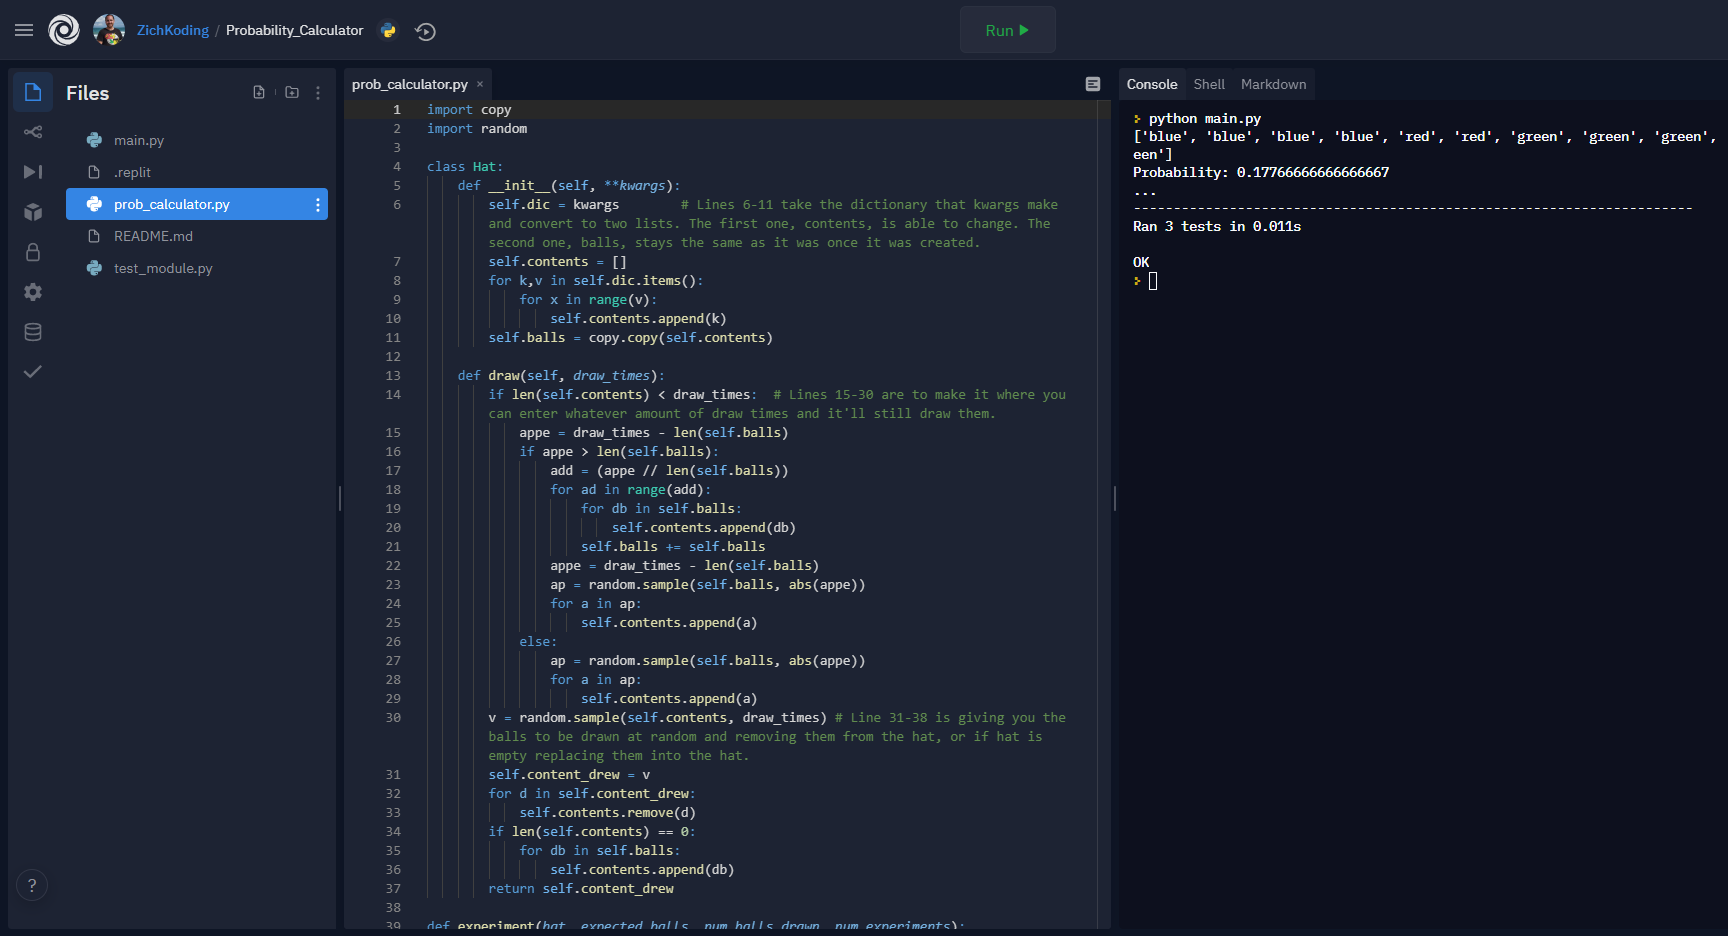 ZichKoding / Probability_Calculator
Run
Files
main.py
.replit
prob_calculator.py
README.md
test_module.py
?
prob_calculator.py ×
1 import copy
2 import random
3
4 class Hat:
5 def __init__(self, **kwargs):
6 self.dic = kwargs # Lines 6-11 take the dictionary that kwargs make
and convert to two lists. The first one, contents, is able to change. The
second one, balls, stays the same as it was once it was created.
7 self.contents = []
8 for k,v in self.dic.items():
9 for x in range(v):
10 self.contents.append(k)
11 self.balls = copy.copy(self.contents)
12
13 def draw(self, draw_times):
14 if len(self.contents) < draw_times: # Lines 15-30 are to make it where you
can enter whatever amount of draw times and it'll still draw them.
15 appe = draw_times - len(self.balls)
16 if appe > len(self.balls):
17 add = (appe // len(self.balls))
18 for ad in range(add):
19 for db in self.balls:
20 self.contents.append(db)
21 self.balls += self.balls
22 appe = draw_times - len(self.balls)
23 ap = random.sample(self.balls, abs(appe))
24 for a in ap:
25 self.contents.append(a)
26 else:
27 ap = random.sample(self.balls, abs(appe))
28 for a in ap:
29 self.contents.append(a)
30 v = random.sample(self.contents, draw_times) # Line 31-38 is giving you the
balls to be drawn at random and removing them from the hat, or if hat is
empty replacing them into the hat.
31 self.content_drew = v
32 for d in self.content_drew:
33 self.contents.remove(d)
34 if len(self.contents) == 0:
35 for db in self.balls:
36 self.contents.append(db)
37 return self.content_drew
38
39 def experiment(hat, expected_balls, num_balls_drawn, num_experiments):
Console Shell Markdown
> python main.py
['blue', 'blue', 'blue', 'blue', 'red', 'red', 'green', 'green', 'green',
een']
Probability: 0.17766666666666667
...
----------------------------------------------------------------------
Ran 3 tests in 0.011s
OK
>